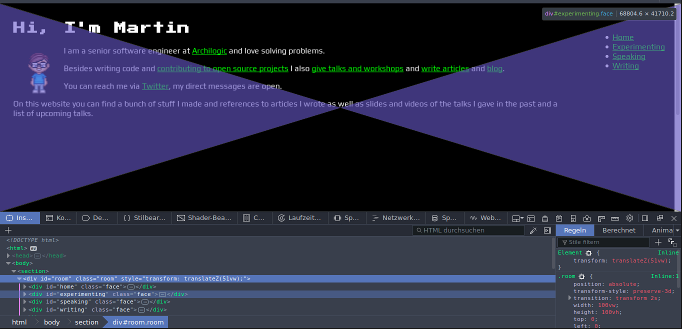 div#experimenting.face | 68804.6 × 41710.2
Hi, I'm Martin
Home
Experimenting
Speaking
Writing
I am a senior software engineer at Archilogic and love solving problems.
Besides writing code and contributing to open source projects I also give talks and workshops and write articles and blog.
You can reach me via Twitter, my direct messages are open.
On this website you can find a bunch of stuff I made and references to articles I wrote as well as slides and videos of the talks I gave in the past and a
list of upcoming talks.
Ins… Ko… De… {} Stilbear… Shader-Bea… C… Laufzeit… Sp… Netzwerk… Sp… Web…
+ HTML durchsuchen
Regeln Berechnet Anima
Stile filtern
<!DOCTYPE html>
<html>
<head> </head>
<body>
<section>
<div id="room" class="room" style="transform: translateZ(51vw);">
<div id="home" class="face"> </div>
<div id="experimenting" class="face"> </div>
<div id="speaking" class="face"> </div>
<div id="writing" class="face"> </div>
html body section div#room.room
Element { Inline
transform: translateZ(51vw);
}
.room { Inline:1
position: absolute;
transform-style: preserve-3d;
transition: transform 2s;
width: 100vw;
height: 100vh;
top: 0;
left: 0;